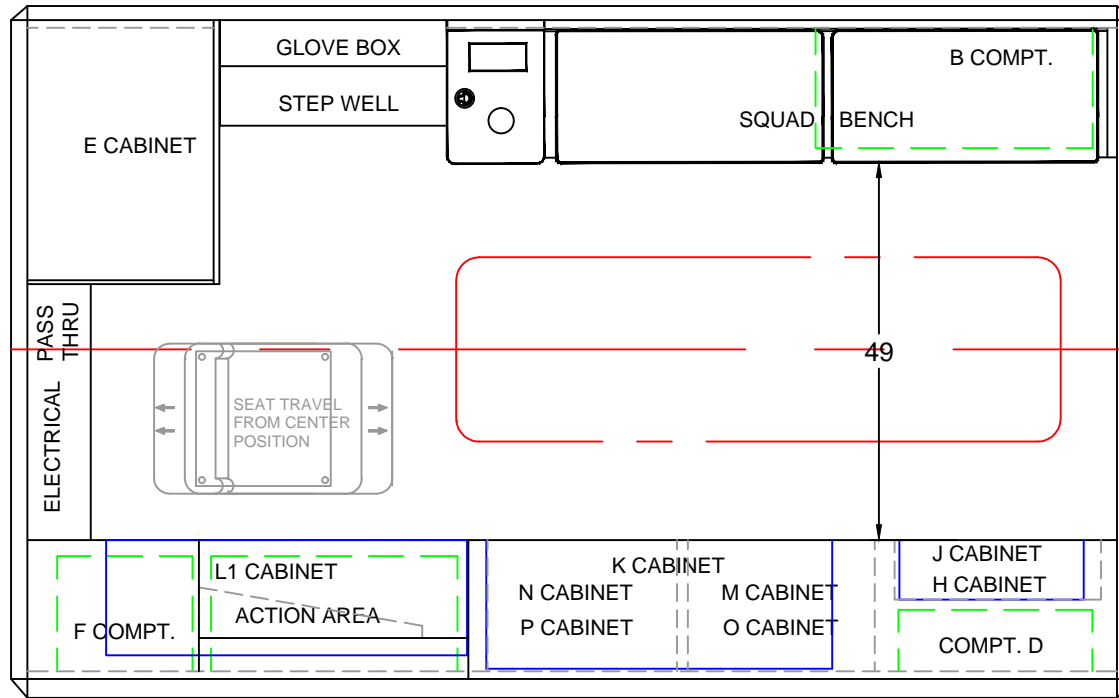 GLOVE BOX
B COMPT.
STEP WELL
SQUAD BENCH
E CABINET
PASS
THRU
49
ELECTRICAL
SEAT TRAVEL
FROM CENTER
POSITION
L1 CABINET
ACTION AREA
F COMPT.
K CABINET
N CABINET
M CABINET
P CABINET
O CABINET
J CABINET
H CABINET
COMPT. D